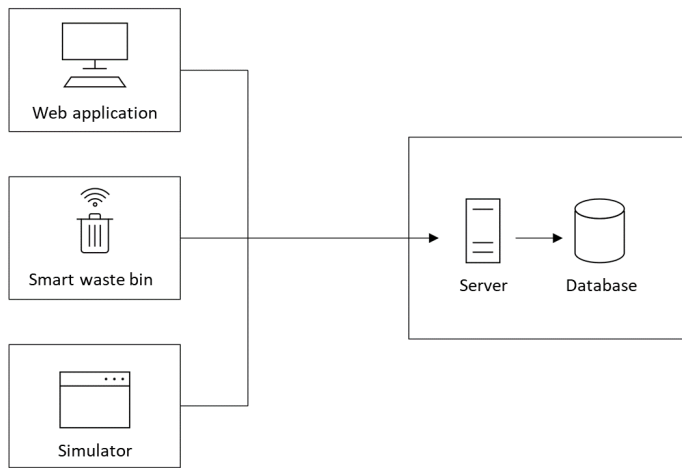 Web application
Smart waste bin
Simulator
Server
Database